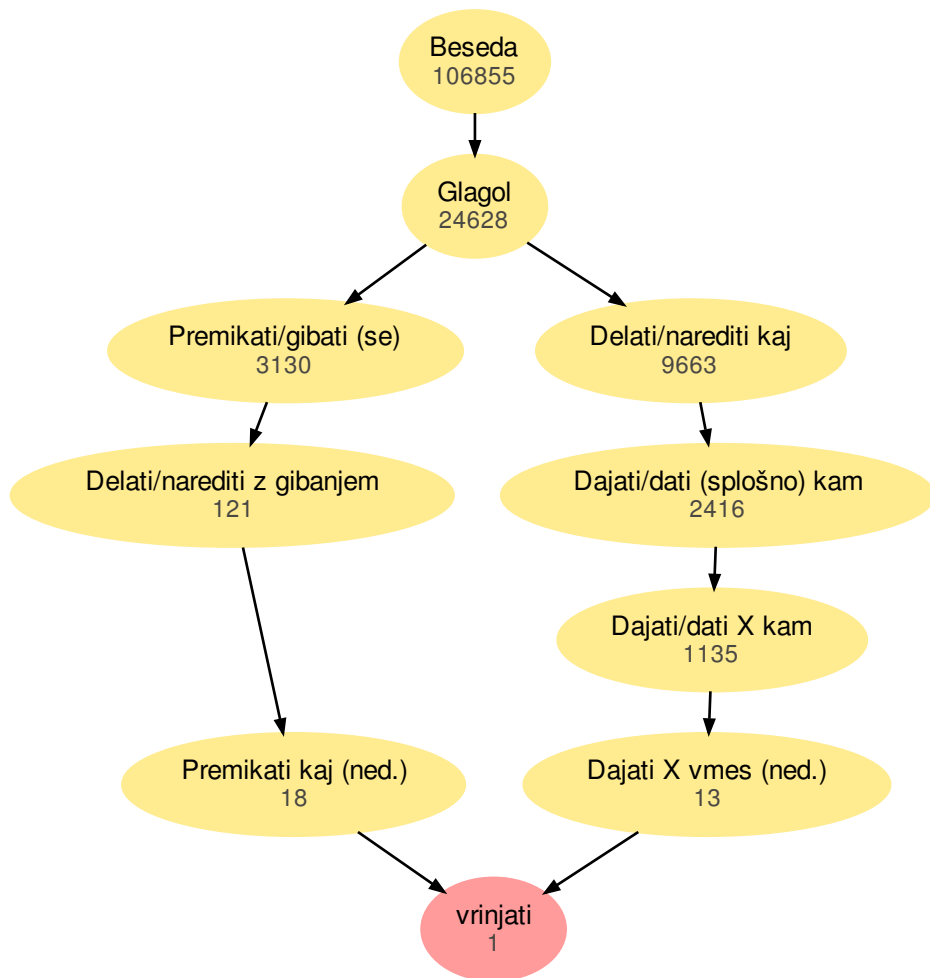 Beseda
106855
Glagol
24628
Premikati/gibati (se)
3130
Delati/narediti kaj
9663
Delati/narediti z gibanjem
121
Dajati/dati (splošno) kam
2416
Dajati/dati X kam
1135
Premikati kaj (ned.)
18
Dajati X vmes (ned.)
13
vrinjati
1